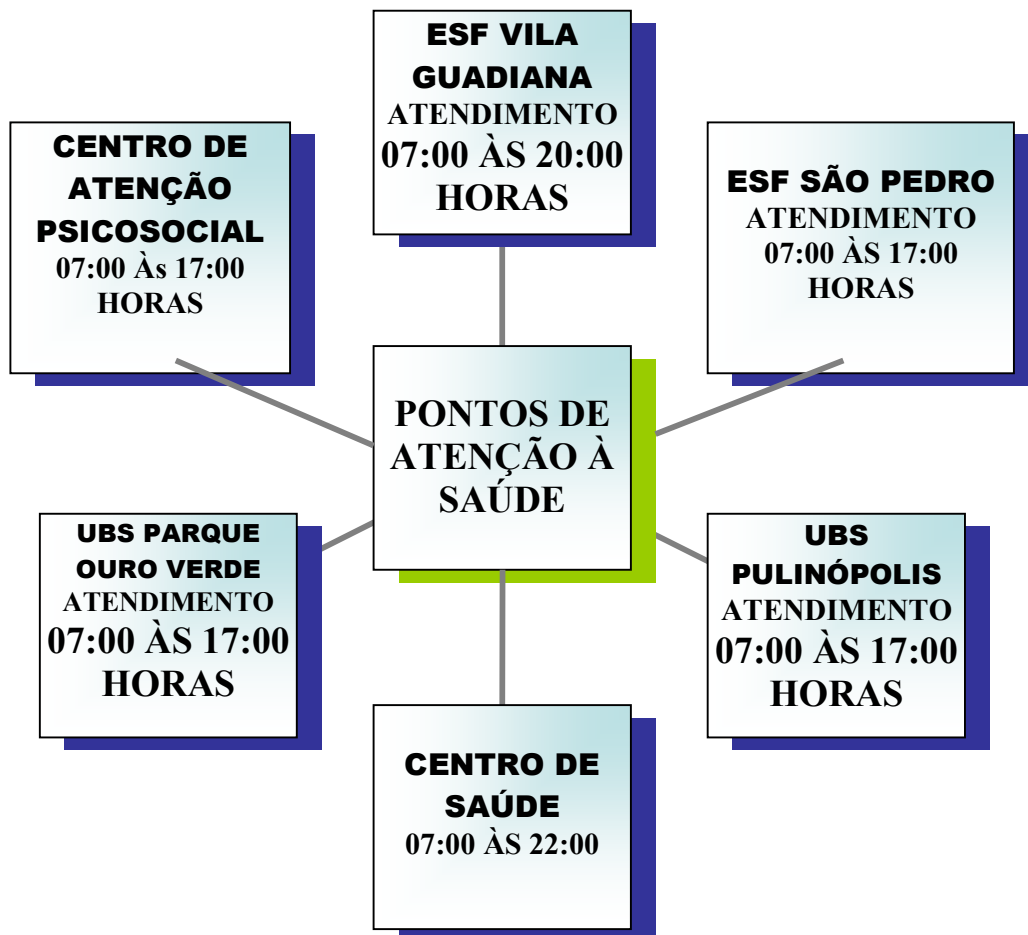 ESF VILA
GUADIANA
ATENDIMENTO
07:00 ÀS 20:00
HORAS
CENTRO DE
ATENÇÃO
PSICOSOCIAL
07:00 Às 17:00
HORAS
ESF SÃO PEDRO
ATENDIMENTO
07:00 ÀS 17:00
HORAS
PONTOS DE
ATENÇÃO À
SAÚDE
UBS PARQUE
OURO VERDE
ATENDIMENTO
07:00 ÀS 17:00
HORAS
UBS
PULINÓPOLIS
ATENDIMENTO
07:00 ÀS 17:00
HORAS
CENTRO DE
SAÚDE
07:00 ÀS 22:00